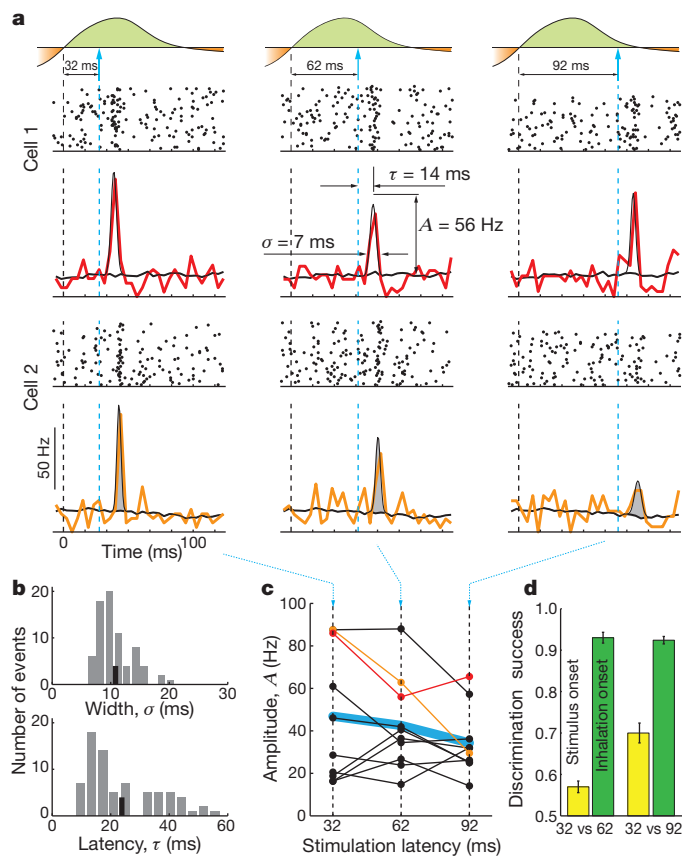 a
32 ms
62 ms
92 ms
Cell 1
τ = 14 ms
A = 56 Hz
σ = 7 ms
Cell 2
50 Hz
0
100
Time (ms)
b
20
10
0
0
10
20
30
Width, σ (ms)
20
10
0
0
20
40
60
Latency, τ (ms)
Number of events
c
100
80
60
40
20
0
Amplitude, A (Hz)
32
62
92
Stimulation latency (ms)
d
1.0
0.9
0.8
0.7
0.6
0.5
Discrimination success
Stimulus onset
Inhalation onset
32 vs 62
32 vs 92